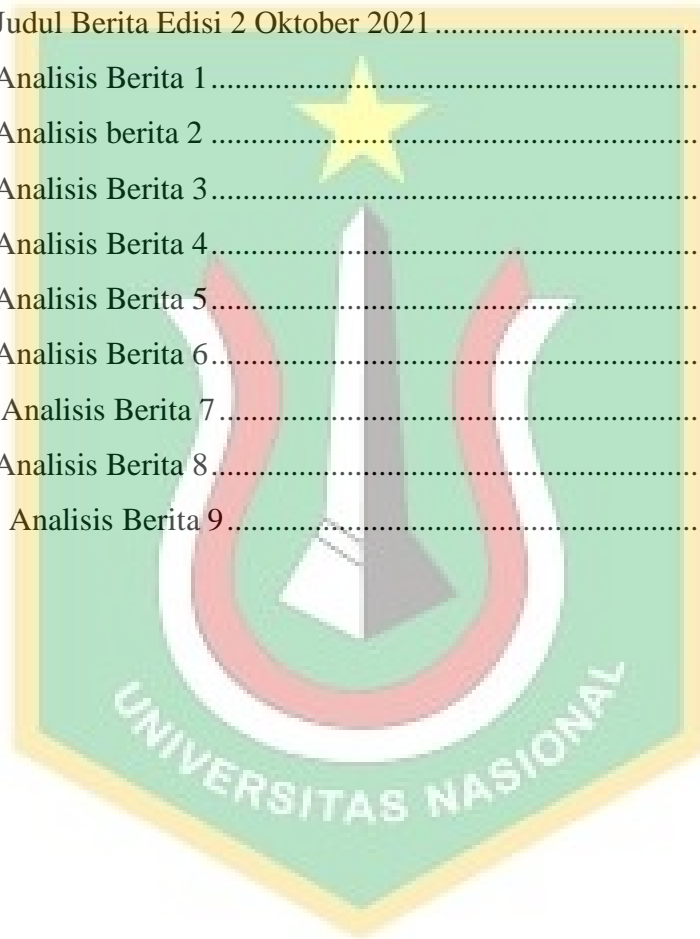 Judul Berita Edisi 2 Oktober 2021................................................
Analisis Berita 1................................................................................
Analisis berita 2 ...............................................................................
Analisis Berita 3................................................................................
Analisis Berita 4................................................................................
Analisis Berita 5................................................................................
Analisis Berita 6................................................................................
Analisis Berita 7...............................................................................
Analisis Berita 8................................................................................
Analisis Berita 9..............................................................................
UNIVERSITAS NASIONAL